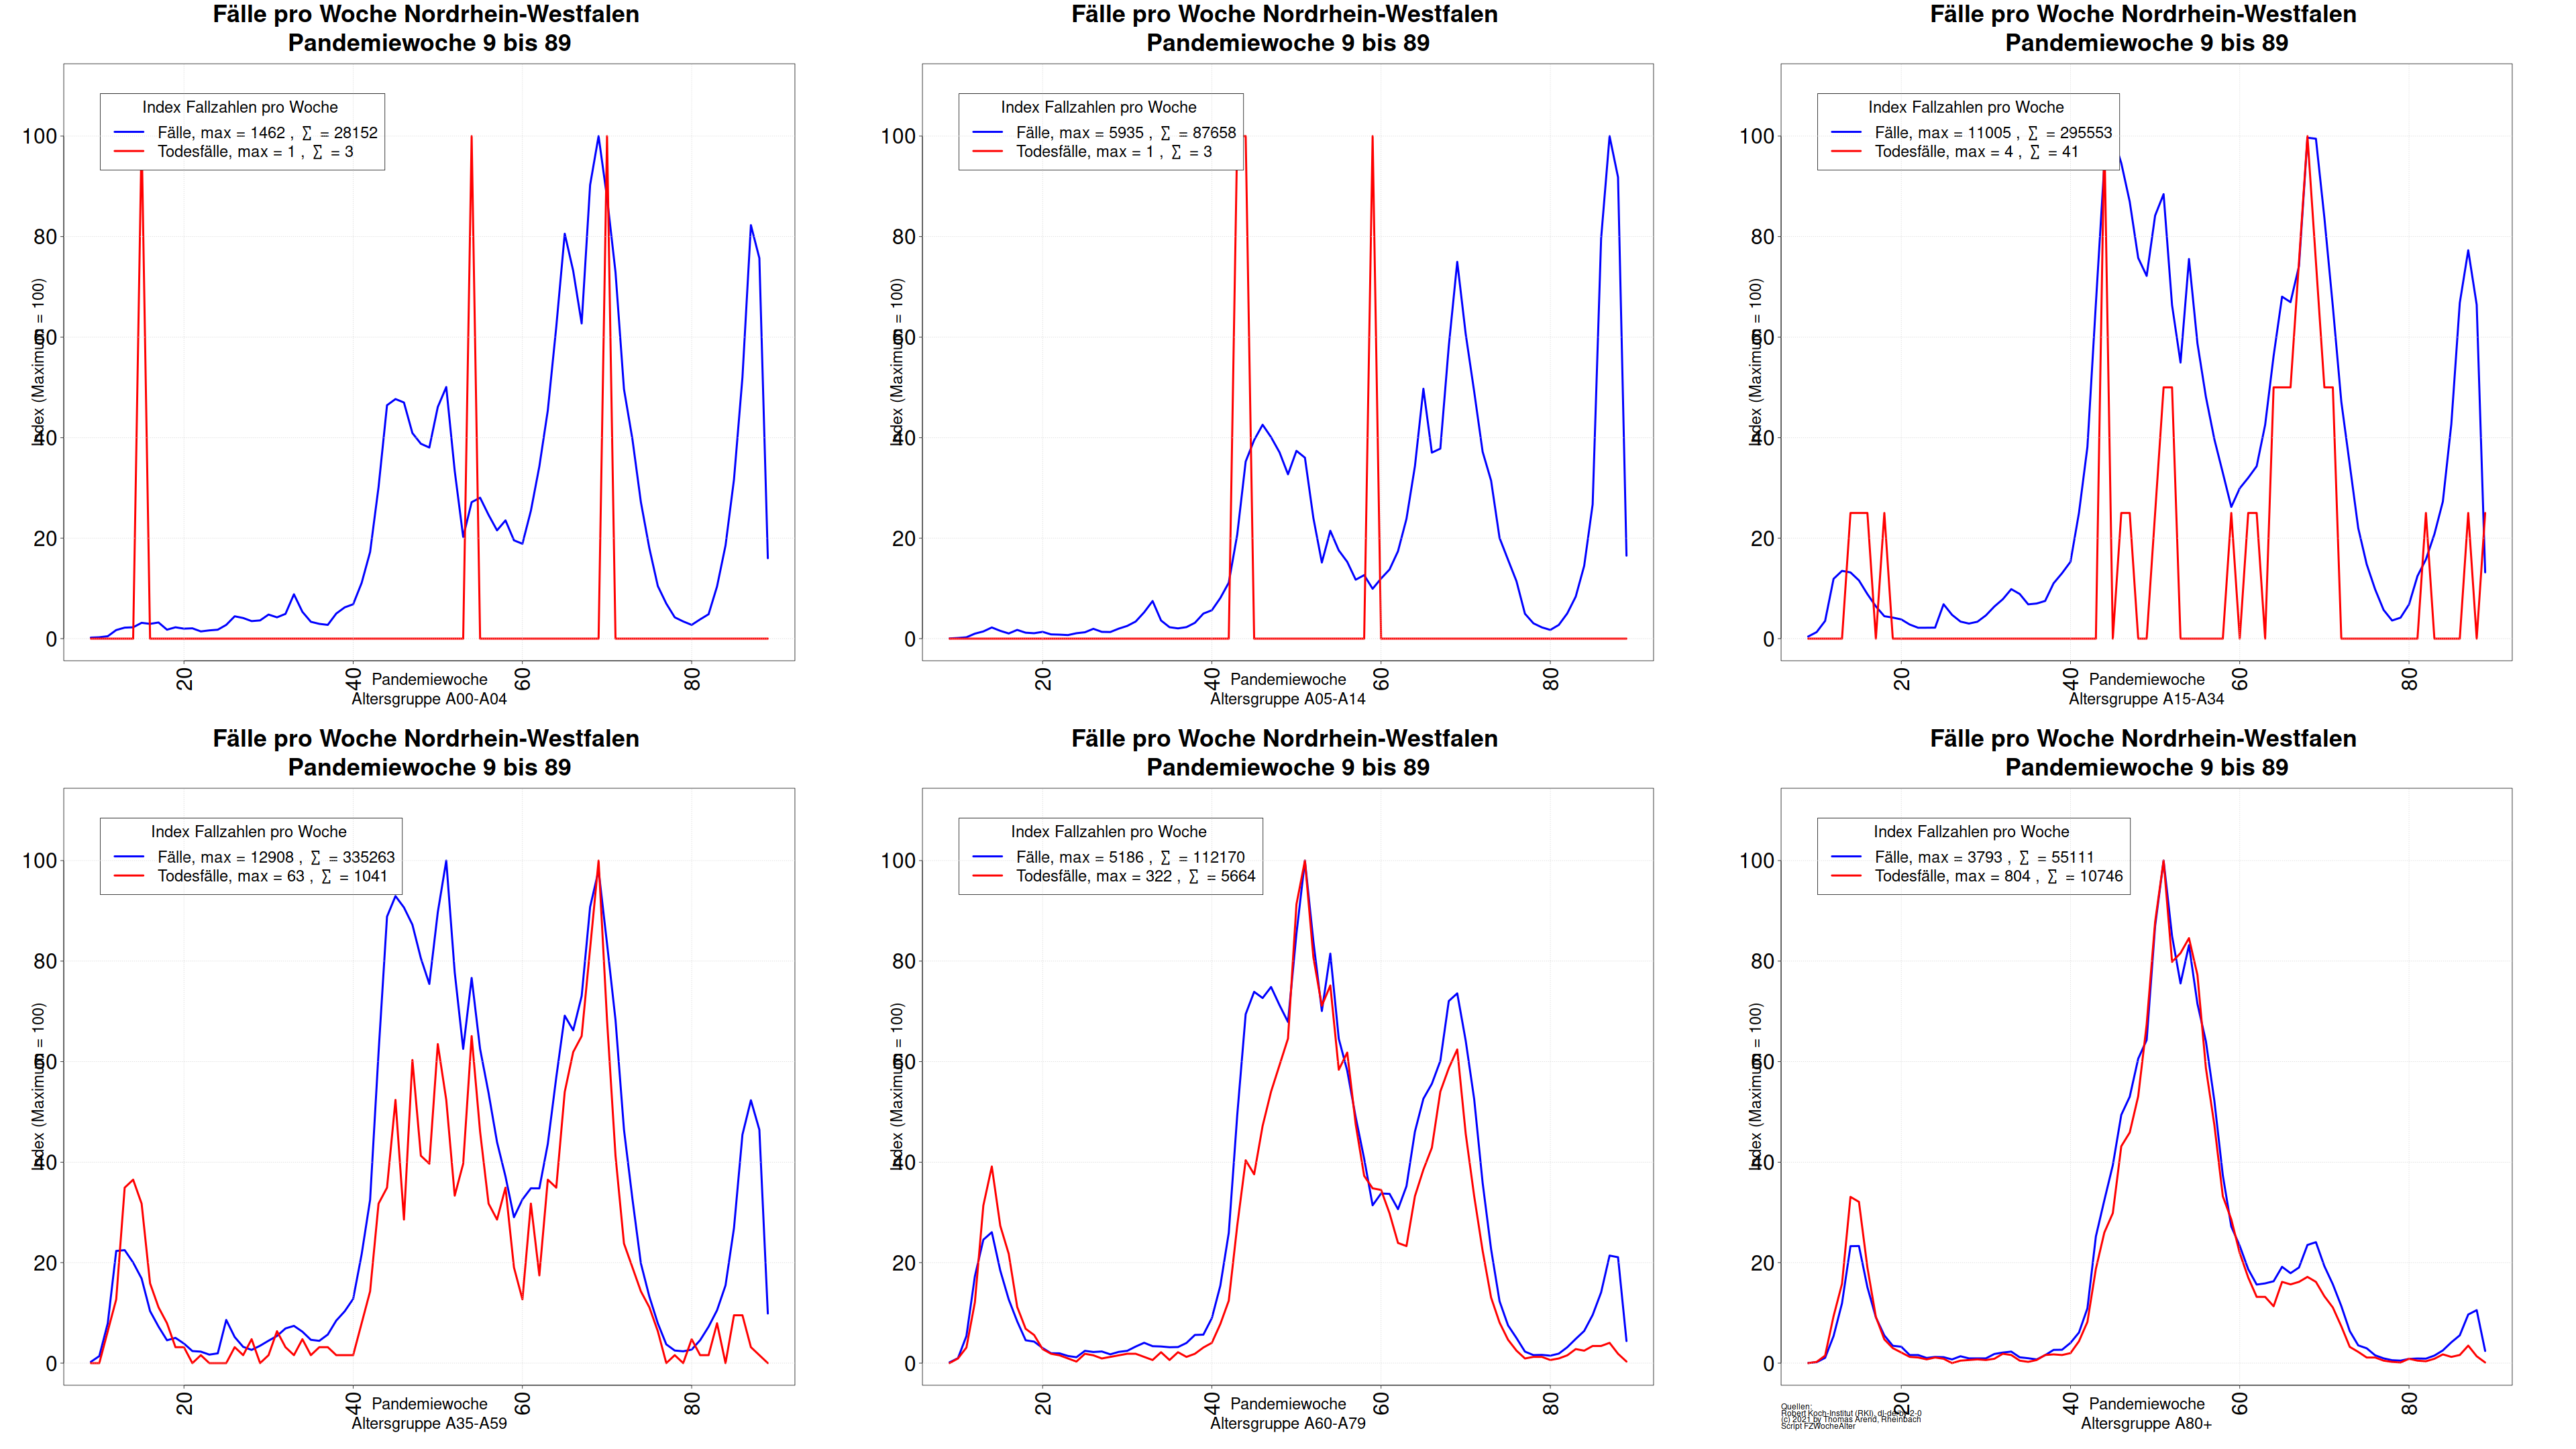 Fälle pro Woche Nordrhein-Westfalen
Pandemiewoche 9 bis 89
Index Fallzahlen pro Woche
Fälle, max = 1462 , ∑ = 28152
Todesfälle, max = 1 , ∑ = 3
Index (Maximum = 100)
100
80
60
40
20
0
20
40
60
80
Pandemiewoche
Altersgruppe A00-A04
Fälle pro Woche Nordrhein-Westfalen
Pandemiewoche 9 bis 89
Index Fallzahlen pro Woche
Fälle, max = 5935 , ∑ = 87658
Todesfälle, max = 1 , ∑ = 3
Index (Maximum = 100)
100
80
60
40
20
0
20
40
60
80
Pandemiewoche
Altersgruppe A05-A14
Fälle pro Woche Nordrhein-Westfalen
Pandemiewoche 9 bis 89
Index Fallzahlen pro Woche
Fälle, max = 11005 , ∑ = 295553
Todesfälle, max = 4 , ∑ = 41
Index (Maximum = 100)
100
80
60
40
20
0
20
40
60
80
Pandemiewoche
Altersgruppe A15-A34
Fälle pro Woche Nordrhein-Westfalen
Pandemiewoche 9 bis 89
Index Fallzahlen pro Woche
Fälle, max = 12908 , ∑ = 335263
Todesfälle, max = 63 , ∑ = 1041
Index (Maximum = 100)
100
80
60
40
20
0
20
40
60
80
Pandemiewoche
Altersgruppe A35-A59
Fälle pro Woche Nordrhein-Westfalen
Pandemiewoche 9 bis 89
Index Fallzahlen pro Woche
Fälle, max = 5186 , ∑ = 112170
Todesfälle, max = 322 , ∑ = 5664
Index (Maximum = 100)
100
80
60
40
20
0
20
40
60
80
Pandemiewoche
Altersgruppe A60-A79
Fälle pro Woche Nordrhein-Westfalen
Pandemiewoche 9 bis 89
Index Fallzahlen pro Woche
Fälle, max = 3793 , ∑ = 55111
Todesfälle, max = 804 , ∑ = 10746
Index (Maximum = 100)
100
80
60
40
20
0
20
40
60
80
Pandemiewoche
Altersgruppe A80+
Quellen:
Robert Koch-Institut (RKI), dl-de/by-2-0
(c) 2021 by Thomas Arend, Rheinbach
Script FZWocheAlter